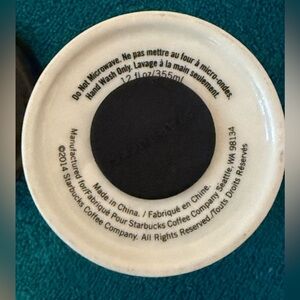 Do Not Microwave. Ne pas mettre au four à micro-ondes.
Hand Wash Only. Lavage à la main seulement.
12 fl oz/355ml
Made in China. / Fabriqué en Chine.
Manufactured for/Fabriqué Pour Starbucks Coffee Company Seattle, WA 98134
©2014 Starbucks Coffee Company. All Rights Reserved./Touts Droits Réservés